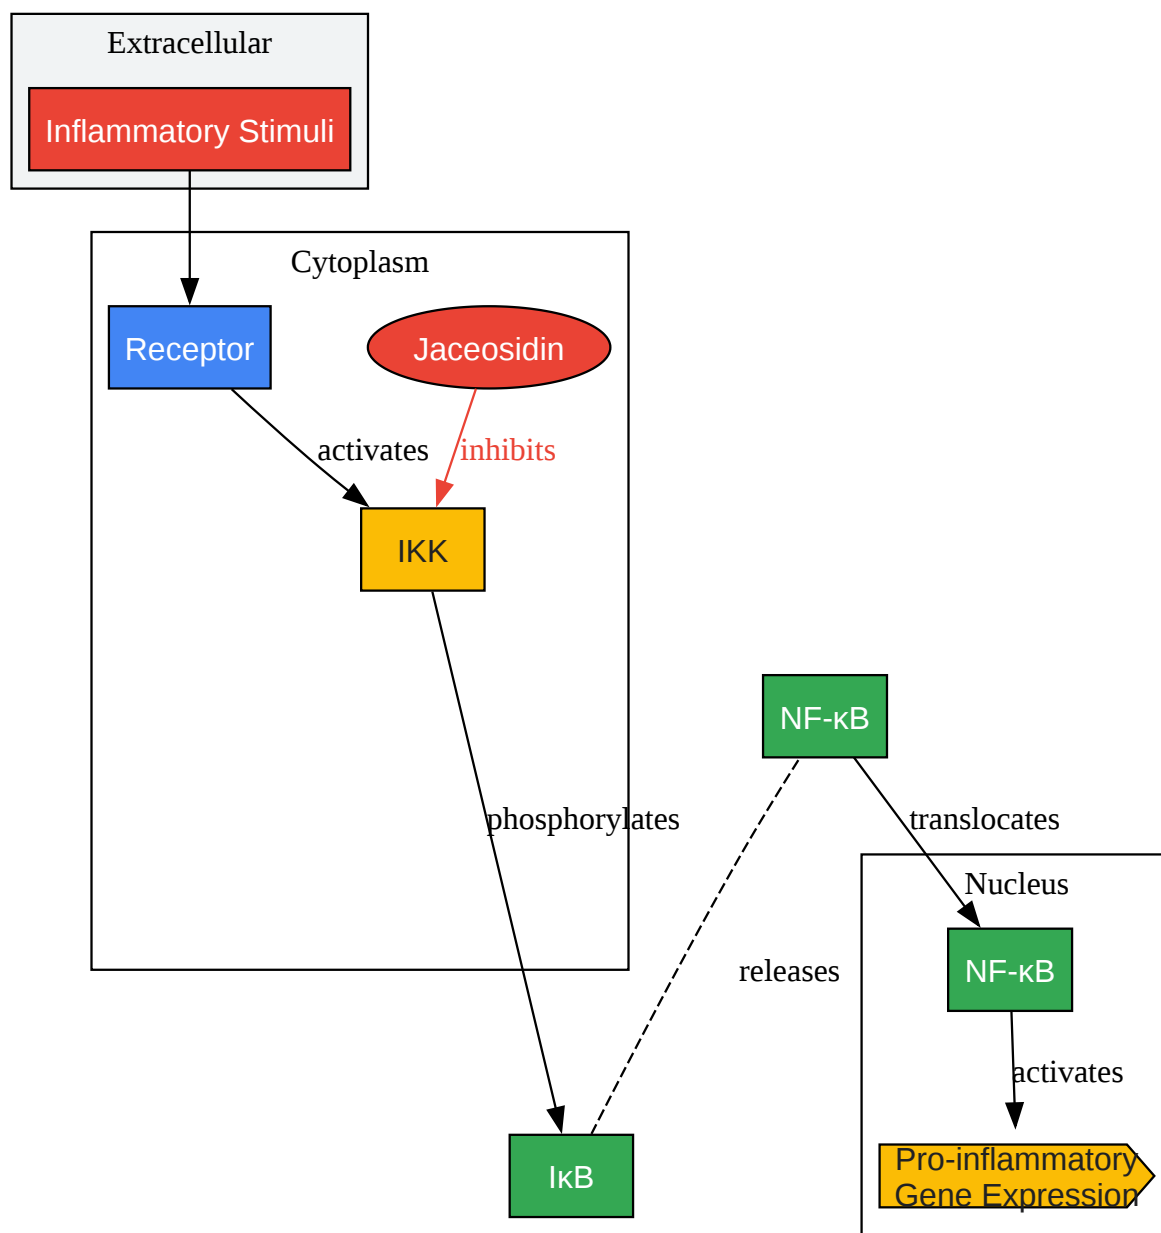 Extracellular
Inflammatory Stimuli
Cytoplasm
Receptor
Jaceosidin
activates
inhibits
IKK
NF-κB
phosphorylates
translocates
Nucleus
releases
NF-κB
activates
IκB
Pro-inflammatory
Gene Expression